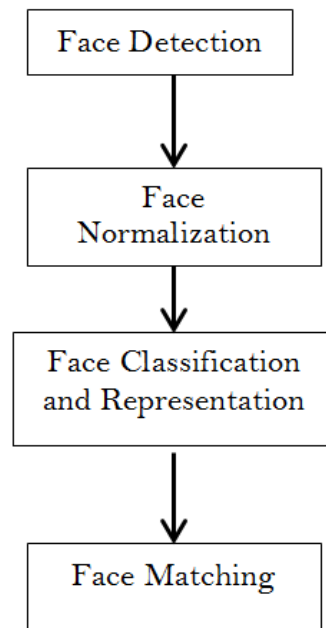 Face Detection
Face
Normalization
Face Classification
and Representation
Face Matching